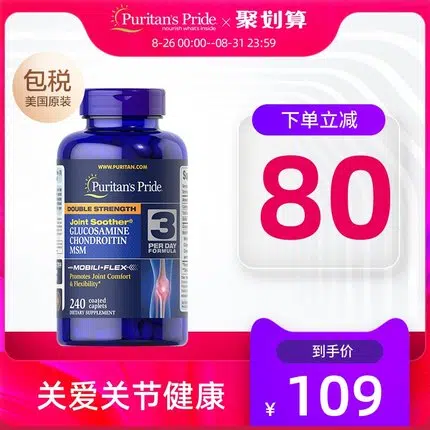 Puritan's Pride × 聚划算
nourish what's inside
8-26 00:00--08-31 23:59
包税
美国原装
下单立减
80
WWW.PURITAN.COM
Puritan's Pride
DOUBLE STRENGTH
Joint Soother®
GLUCOSAMINE
CHONDROITIN
MSM
3
PER DAY
FORMULA
MOBILI-FLEX
Promotes Joint Comfort
& Flexibility*
240 coated
caplets
DIETARY SUPPLEMENT
到手价
¥ 109
关爱关节健康